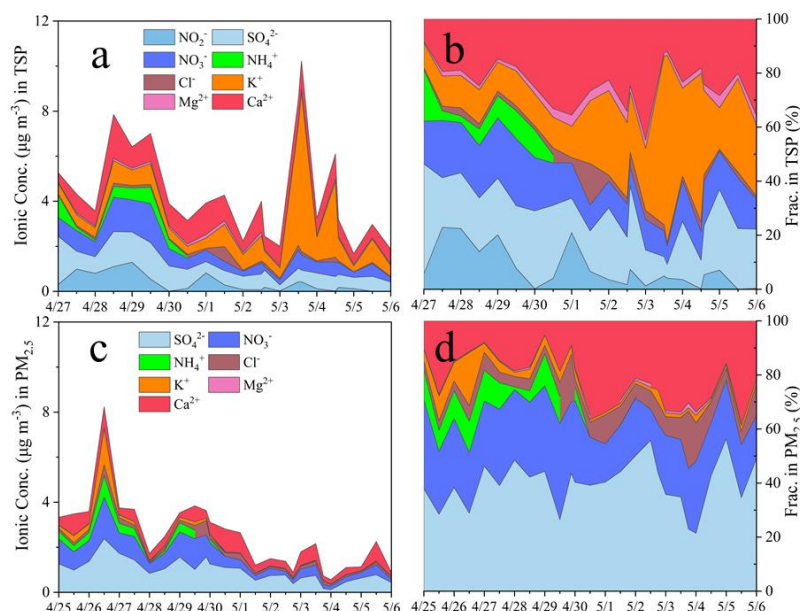 a
Ionic Conc. (μg m⁻³) in TSP
12
8
4
0
NO₂⁻ SO₄²⁻
NO₃⁻ NH₄⁺
Cl⁻ K⁺
Mg²⁺ Ca²⁺
4/27 4/28 4/29 4/30 5/1 5/2 5/3 5/4 5/5 5/6
b
Frac. in TSP (%)
100
80
60
40
20
0
4/27 4/28 4/29 4/30 5/1 5/2 5/3 5/4 5/5 5/6
c
Ionic Conc. (μg m⁻³) in PM₂.₅
12
8
4
0
SO₄²⁻ NO₃⁻
NH₄⁺ Cl⁻
K⁺ Mg²⁺
Ca²⁺
4/25 4/26 4/27 4/28 4/29 4/30 5/1 5/2 5/3 5/4 5/5 5/6
d
Frac. in PM₂.₅ (%)
100
80
60
40
20
0
4/25 4/26 4/27 4/28 4/29 4/30 5/1 5/2 5/3 5/4 5/5 5/6